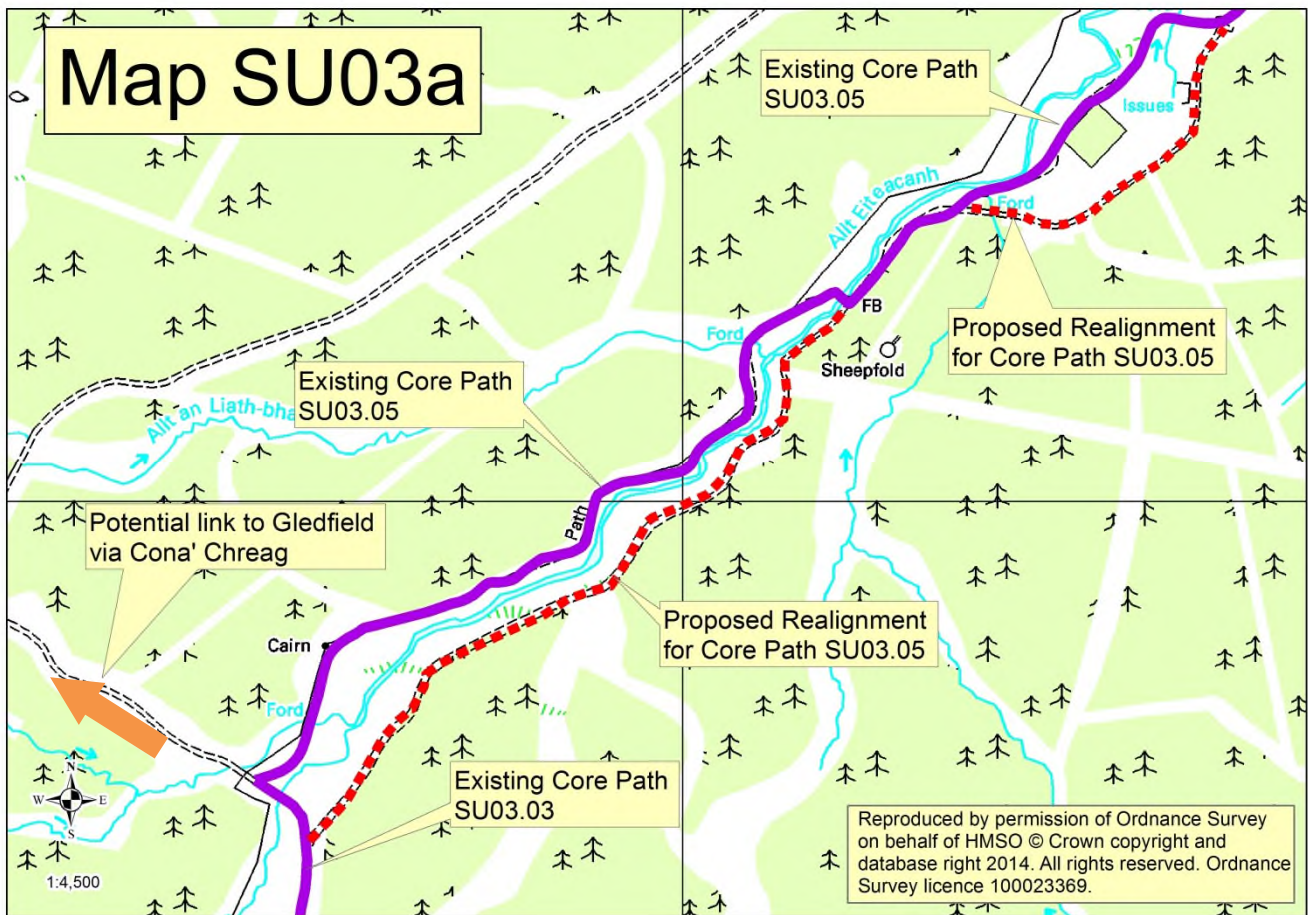 Map SU03a
Existing Core Path
SU03.05
Issues
Allt Eiteacanh
Ford
FB
Proposed Realignment
for Core Path SU03.05
Ford
Sheepfold
Existing Core Path
SU03.05
Allt an Liath-bha
Path
Potential link to Gledfield
via Cona' Chreag
Proposed Realignment
for Core Path SU03.05
Cairn
Ford
Existing Core Path
SU03.03
N
W E
S
1:4,500
Reproduced by permission of Ordnance Survey
on behalf of HMSO © Crown copyright and
database right 2014. All rights reserved. Ordnance
Survey licence 100023369.